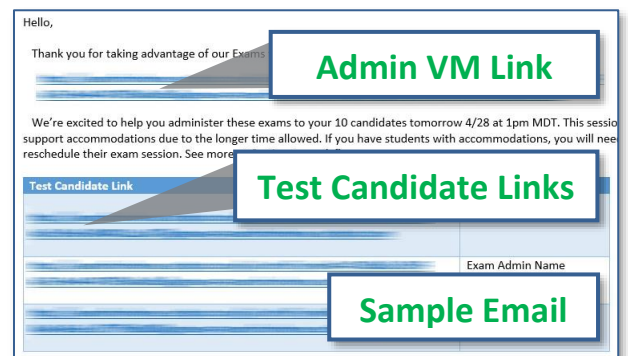 Hello,
Thank you for taking advantage of our Exams
Admin VM Link
We're excited to help you administer these exams to your 10 candidates tomorrow 4/28 at 1pm MDT. This sessio
support accommodations due to the longer time allowed. If you have students with accommodations, you will nee
reschedule their exam session. See more
Test Candidate Link
Test Candidate Links
Exam Admin Name
Sample Email